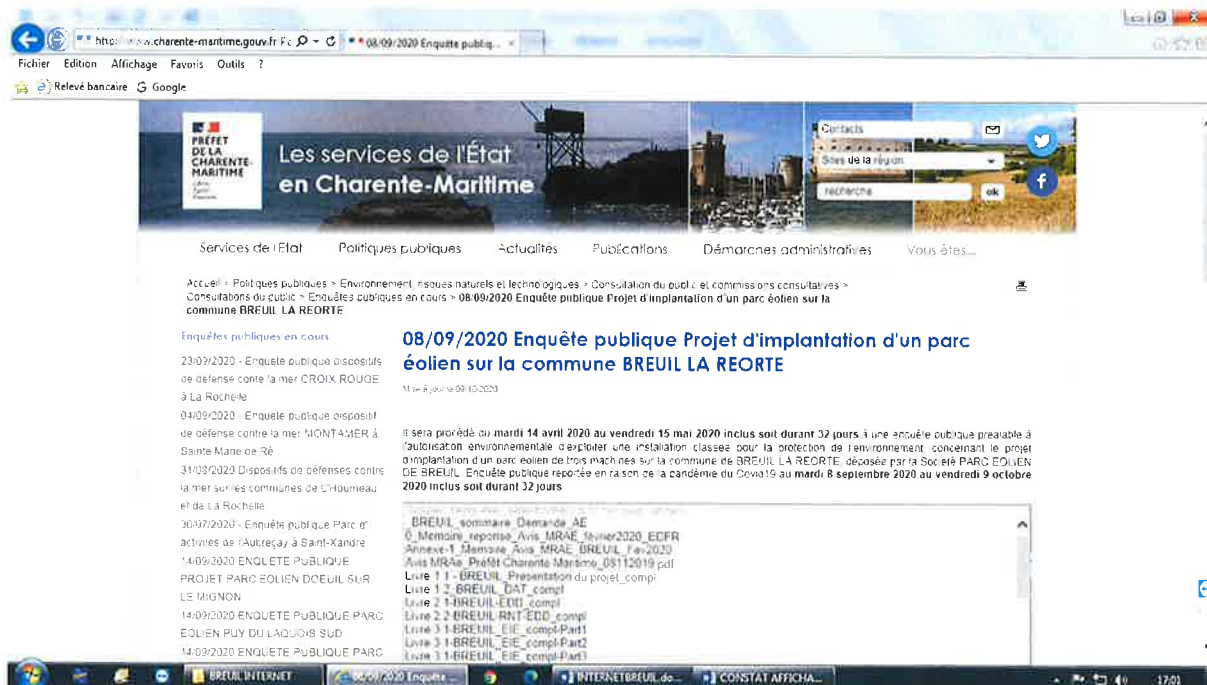 08/09/2020 Enquête publiq...
Fichier Edition Affichage Favoris Outils ?
Relevé bancaire Google
PRÉFET
DE LA
CHARENTE-
MARITIME
Les services de l'État
en Charente-Maritime
Contacts
Sites de la région
recherche ok
Services de l'Etat Politiques publiques Actualités Publications Démarches administratives Vous êtes...
Accueil > Politiques publiques > Environnement, risques naturels et technologiques > Consultation du public et commissions consultatives >
Consultations du public > Enquêtes publiques en cours > 08/09/2020 Enquête publique Projet d'implantation d'un parc éolien sur la
commune BREUIL LA REORTE
Enquêtes publiques en cours
23/09/2020 - Enquête publique dispositifs
de défense contre la mer CROIX ROUGE
à La Rochelle
04/09/2020 - Enquête publique dispositif
de défense contre la mer MONTAMER à
Sainte Marie de Ré
31/08/2020 Dispositifs de défenses contre
la mer sur les communes de L'Houmeau
et de La Rochelle
30/07/2020 - Enquête publique Parc d'
activités de l'Aubreçay à Saint-Xandre
14/09/2020 ENQUETE PUBLIQUE
PROJET PARC EOLIEN DOEUIL SUR
LE MIGNON
14/09/2020 ENQUETE PUBLIQUE PARC
EOLIEN PUY DU LAQUOIS SUD
14/09/2020 ENQUETE PUBLIQUE PARC
08/09/2020 Enquête publique Projet d'implantation d'un parc
éolien sur la commune BREUIL LA REORTE
Mise à jour le 09/10/2020
Il sera procédé du mardi 14 avril 2020 au vendredi 15 mai 2020 inclus soit durant 32 jours à une enquête publique préalable à
l'autorisation environnementale d'exploiter une installation classée pour la protection de l'environnement, concernant le projet
d'implantation d'un parc éolien de trois machines sur la commune de BREUIL LA REORTE, déposée par la Société PARC EOLIEN
DE BREUIL. Enquête publique reportée en raison de la pandémie du Covid19 au mardi 8 septembre 2020 au vendredi 9 octobre
2020 inclus soit durant 32 jours
_BREUIL_sommaire_Demande_AE
0_Memoire_reponse_Avis_MRAE_février2020_EDFR
Annexe-1_Memoire_Avis_MRAE_BREUIL_Fev2020
Avis MRAe_Préfet Charente Maritime_08112019.pdf
Livre 1.1 - BREUIL_Presentation du projet_compl
Livre 1.2_BREUIL_DAT_compl
Livre 2.1-BREUIL-EDD_compl
Livre 2.2-BREUIL-RNT-EDD_compl
Livre 3.1-BREUIL_EIE_compl-Part1
Livre 3.1-BREUIL_EIE_compl-Part2
Livre 3.1-BREUIL_EIE_compl-Part3
BREUIL INTERNET 08/09/2020 Enquête ... INTERNETBREUIL.do... CONSTAT AFFICHA... 17:01